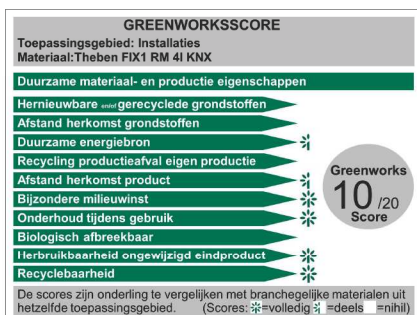 GREENWORKSSCORE
Toepassingsgebied: Installaties
Materiaal: Theben FIX1 RM 4I KNX
Duurzame materiaal- en productie eigenschappen
Hernieuwbare en/of gerecyclede grondstoffen
Afstand herkomst grondstoffen
Duurzame energiebron
Recycling productieafval eigen productie
Afstand herkomst product
Bijzondere milieuwinst
Onderhoud tijdens gebruik
Biologisch afbreekbaar
Herbruikbaarheid ongewijzigd eindproduct
Recyclebaarheid
Greenworks
10 /20
Score
De scores zijn onderling te vergelijken met branchegelijke materialen uit
hetzelfde toepassingsgebied. (Scores: =volledig =deels =nihil)